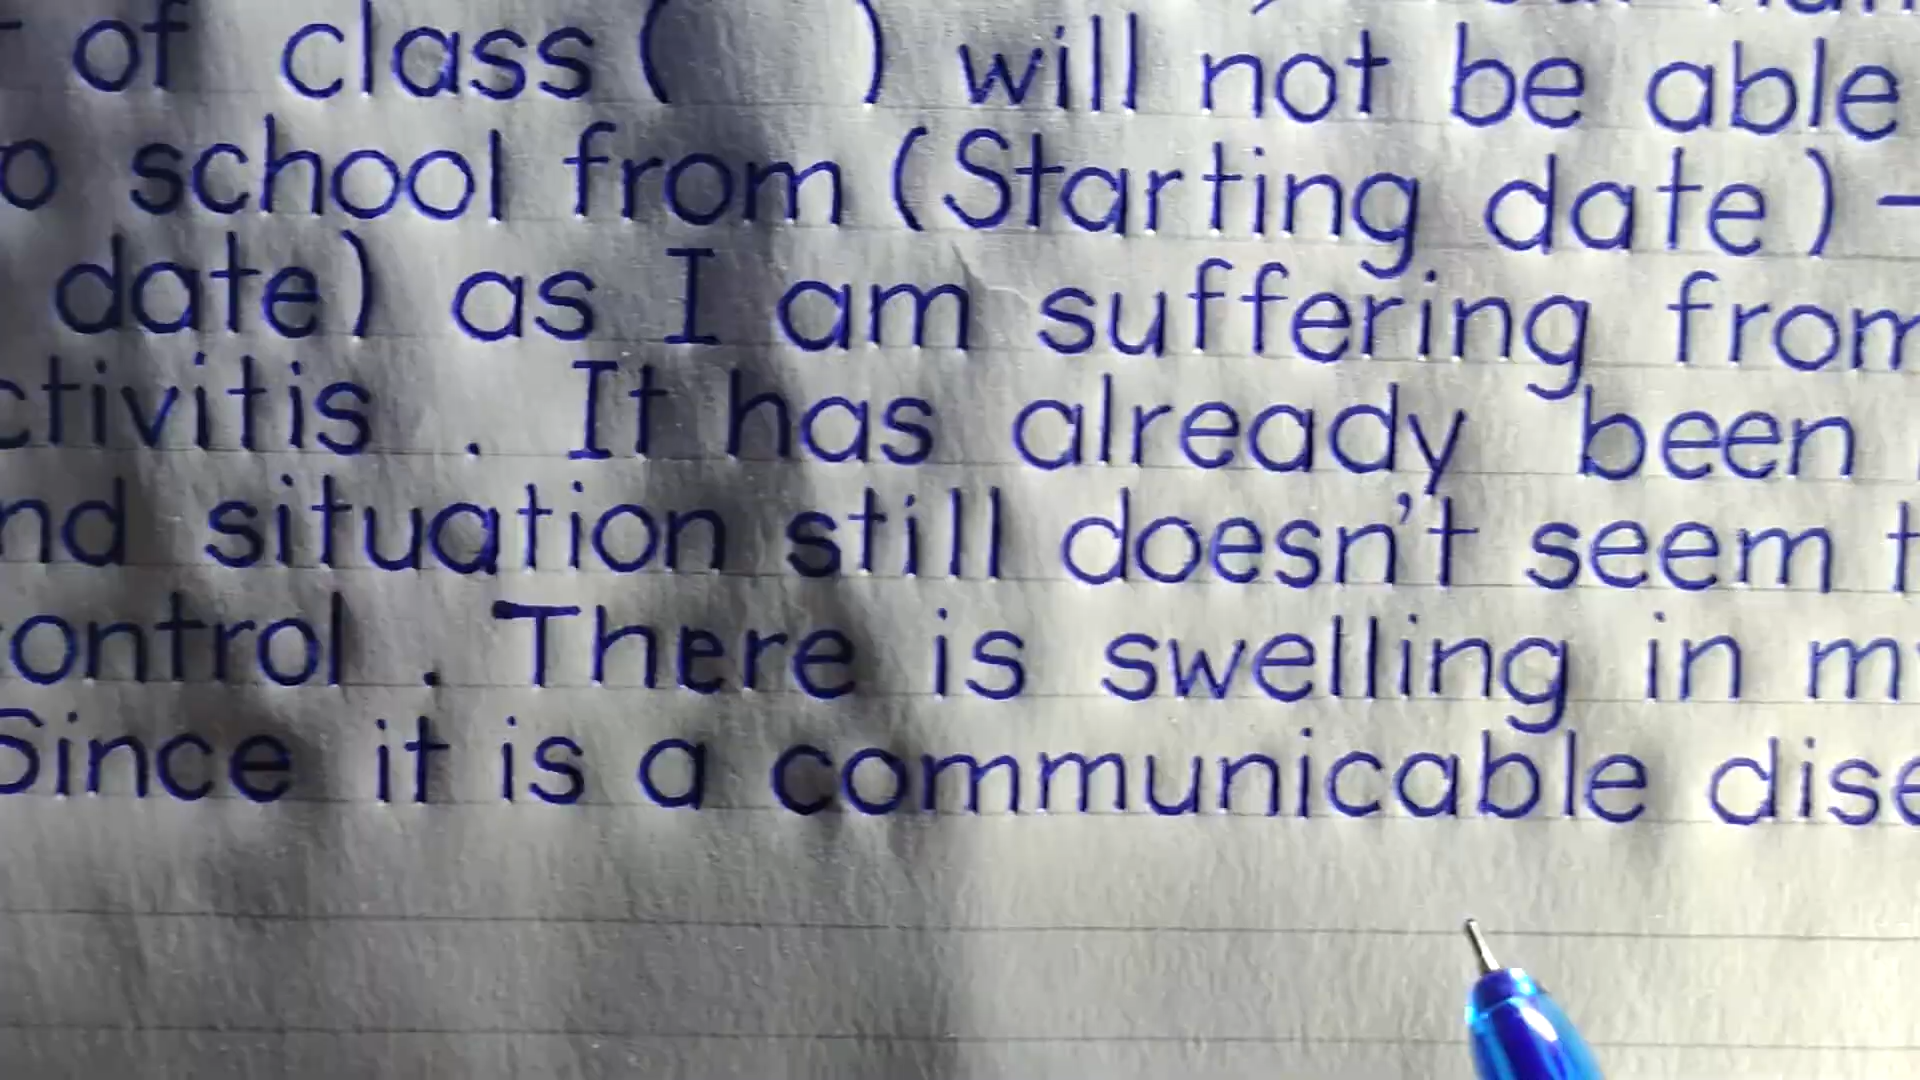 of class ( ) will not be able
school from (Starting date) -
date) as I am suffering from
ctivitis . It has already been
nd situation still doesn't seem t
ontrol . There is swelling in m
Since it is a communicable dise